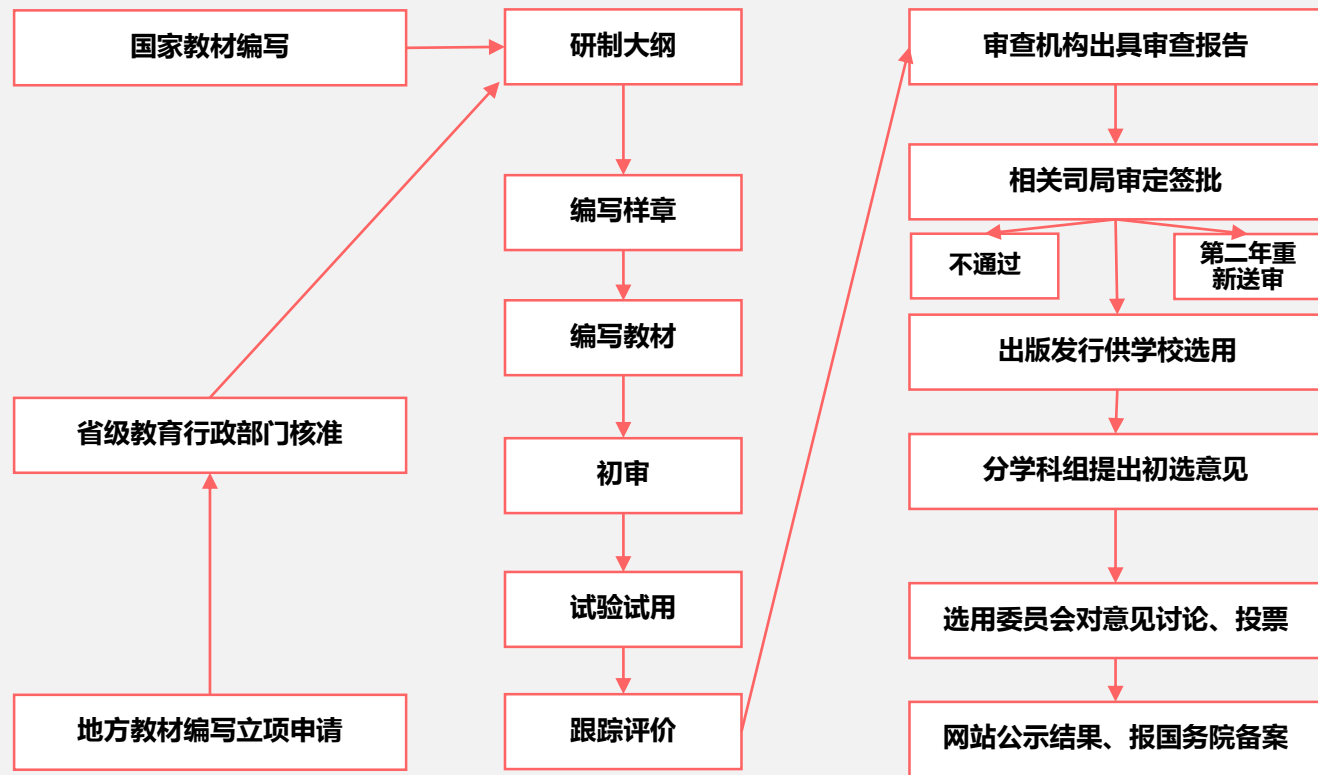 国家教材编写
省级教育行政部门核准
地方教材编写立项申请
研制大纲
编写样章
编写教材
初审
试验试用
跟踪评价
审查机构出具审查报告
相关司局审定签批
不通过
第二年重
新送审
出版发行供学校选用
分学科组提出初选意见
选用委员会对意见讨论、投票
网站公示结果、报国务院备案